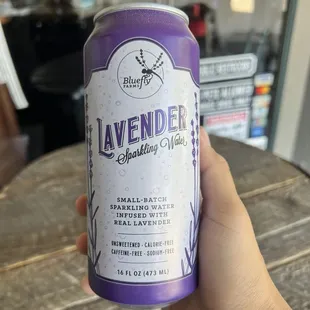 Bluefly
FARMS
LAVENDER
Sparkling Water
SMALL-BATCH
SPARKLING WATER
INFUSED WITH
REAL LAVENDER
UNSWEETENED · CALORIE-FREE
CAFFEINE-FREE · SODIUM-FREE
16 FL OZ (473 ML)